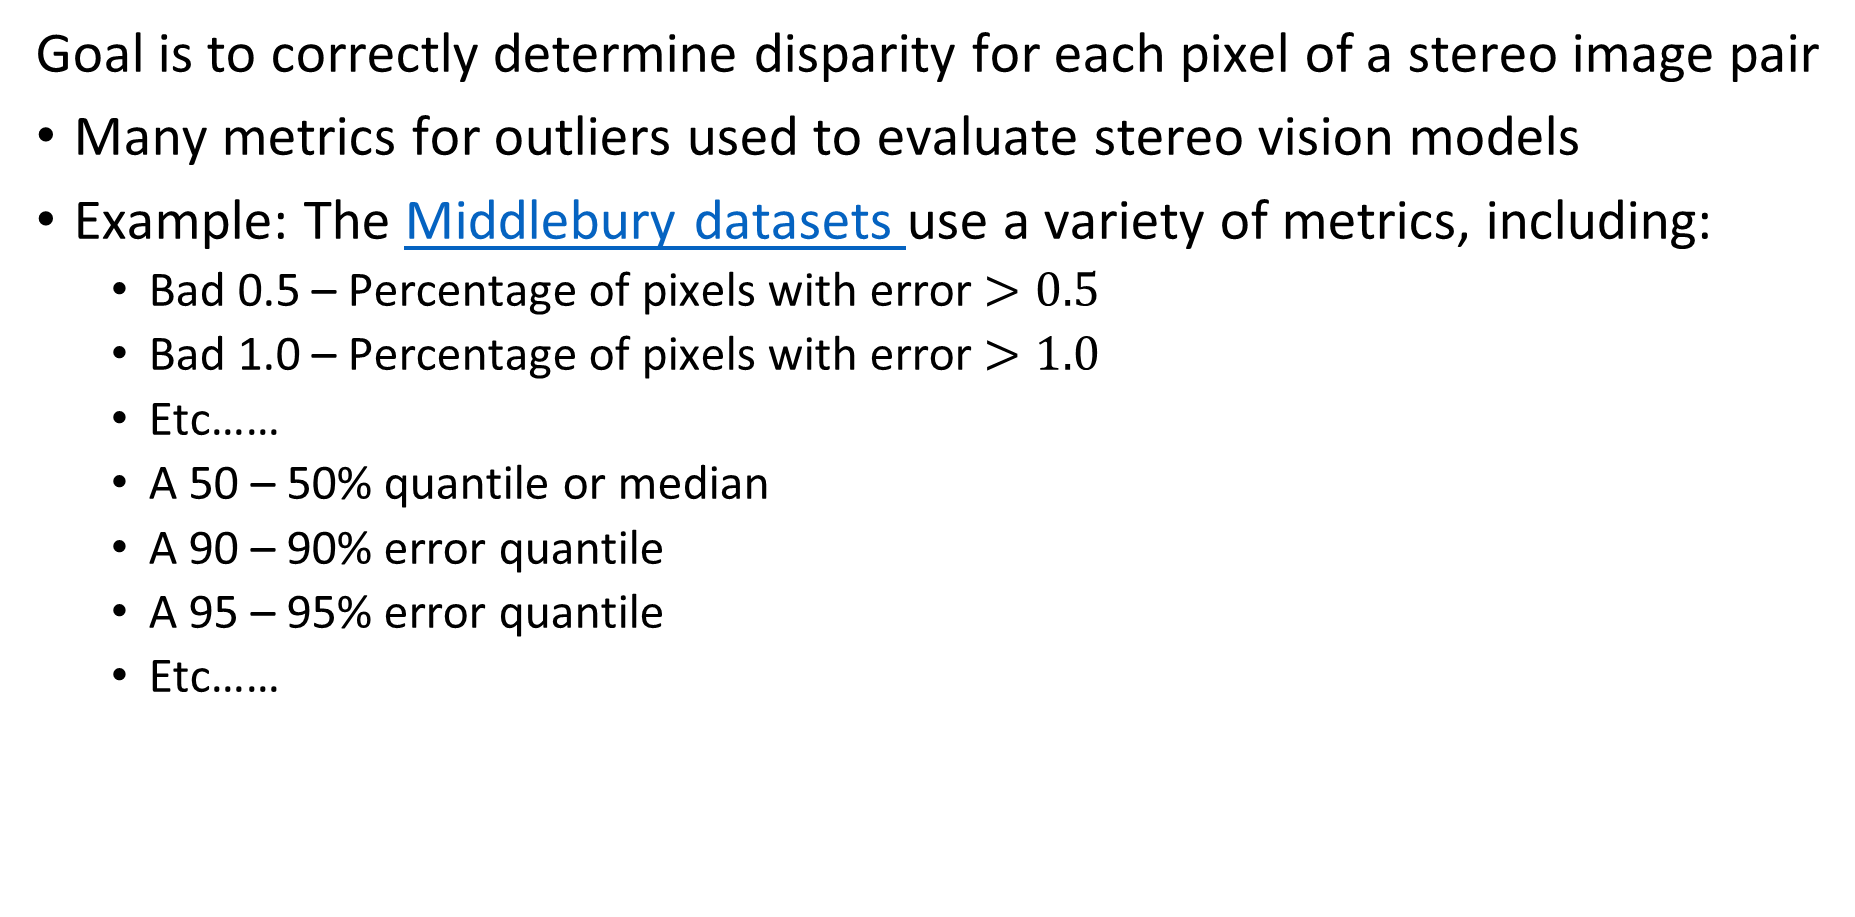 Goal is to correctly determine disparity for each pixel of a stereo image pair
• Many metrics for outliers used to evaluate stereo vision models
• Example: The Middlebury datasets use a variety of metrics, including:
• Bad 0.5 – Percentage of pixels with error > 0.5
• Bad 1.0 – Percentage of pixels with error > 1.0
• Etc......
• A 50 – 50% quantile or median
• A 90 – 90% error quantile
• A 95 – 95% error quantile
• Etc......